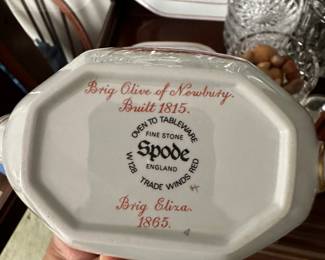 Brig Olive of Newbury.
Built 1815.
OVEN TO TABLEWARE
FINE STONE
Spode
ENGLAND
W128 TRADE WINDS RED
Brig Eliza.
1865.